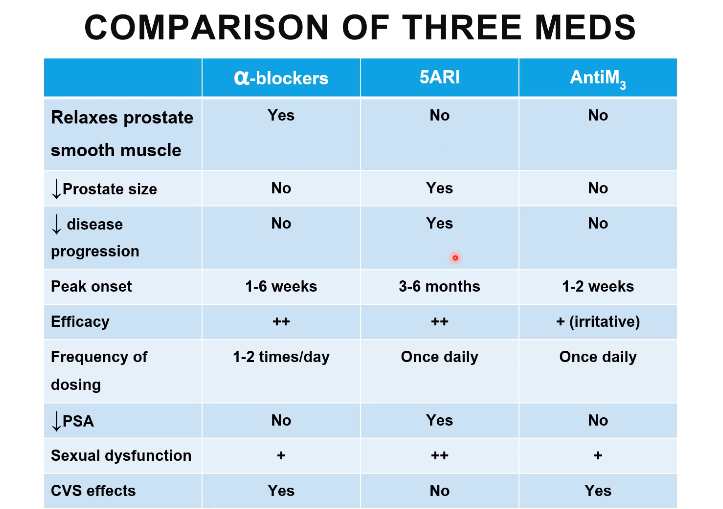 COMPARISON OF THREE MEDS
α-blockers 5ARI AntiM3
Relaxes prostate Yes No No
smooth muscle
↓Prostate size No Yes No
↓ disease No Yes No
progression
Peak onset 1-6 weeks 3-6 months 1-2 weeks
Efficacy ++ ++ + (irritative)
Frequency of 1-2 times/day Once daily Once daily
dosing
↓PSA No Yes No
Sexual dysfunction + ++ +
CVS effects Yes No Yes